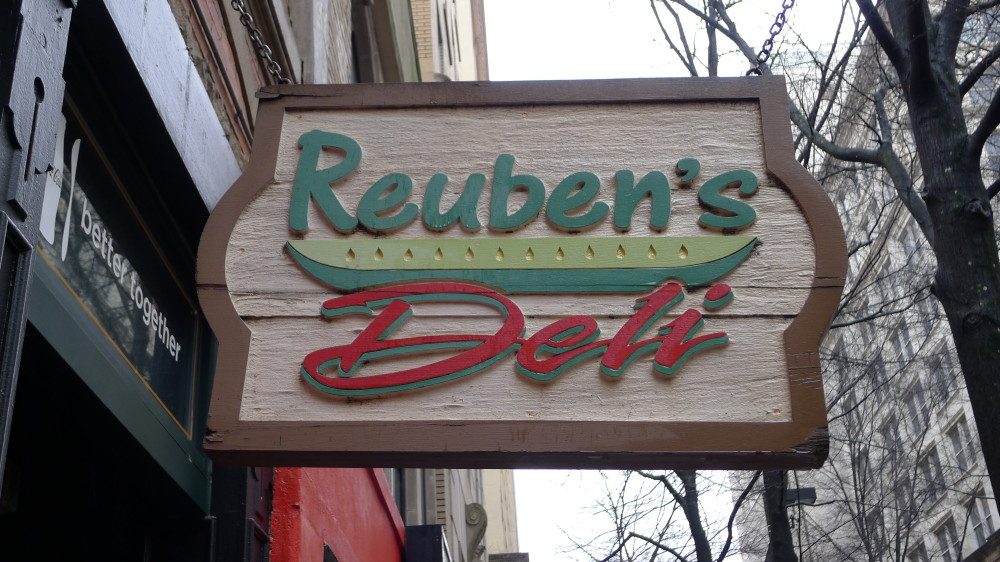 Reuben's
Deli
better together